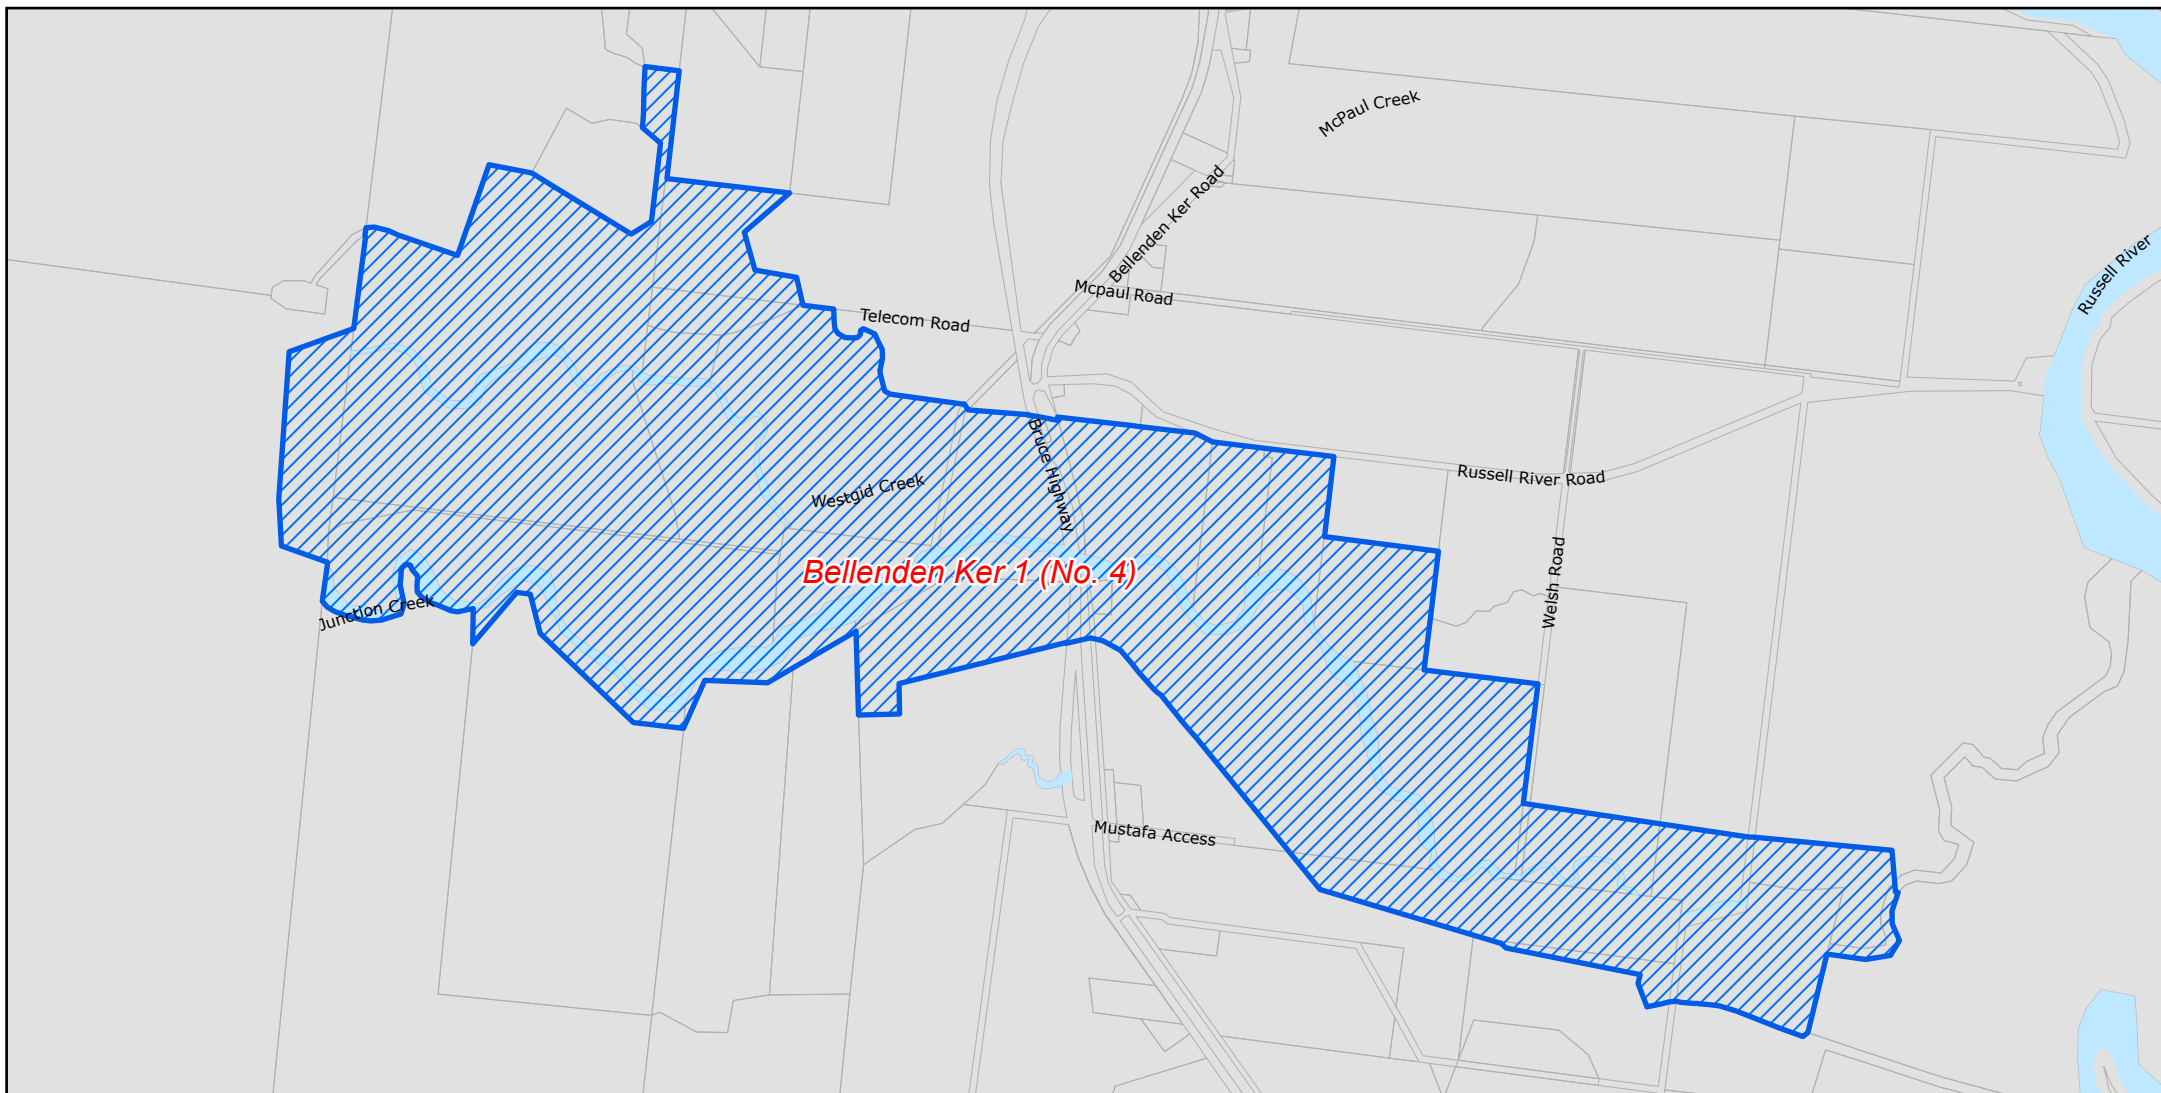 McPaul Creek
Bellenden Ker Road
Russell River
Mcpaul Road
Telecom Road
Bruce Highway
Russell River Road
Westgid Creek
Bellenden Ker 1 (No. 4)
Welsh Road
Junction Creek
Mustafa Access